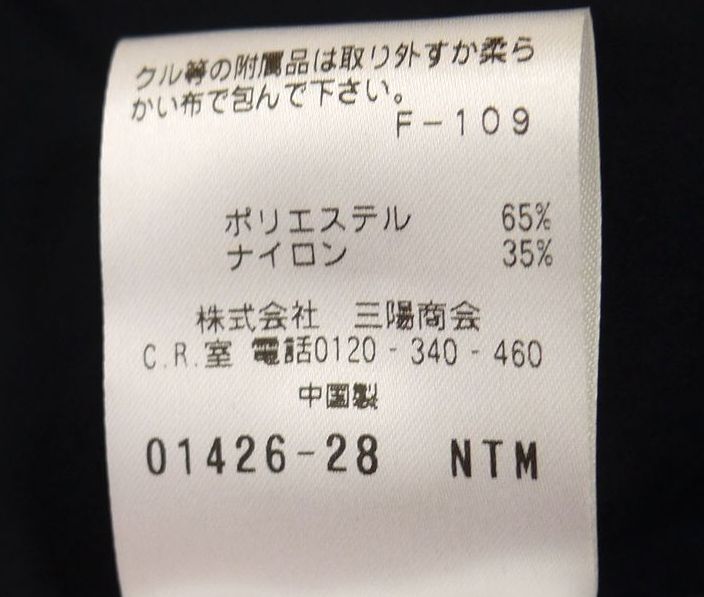 クル等の附属品は取り外すか柔ら
かい布で包んで下さい。
F-109
ポリエステル 65%
ナイロン 35%
株式会社 三陽商会
C.R.室 電話0120-340-460
中国製
01426-28 NTM